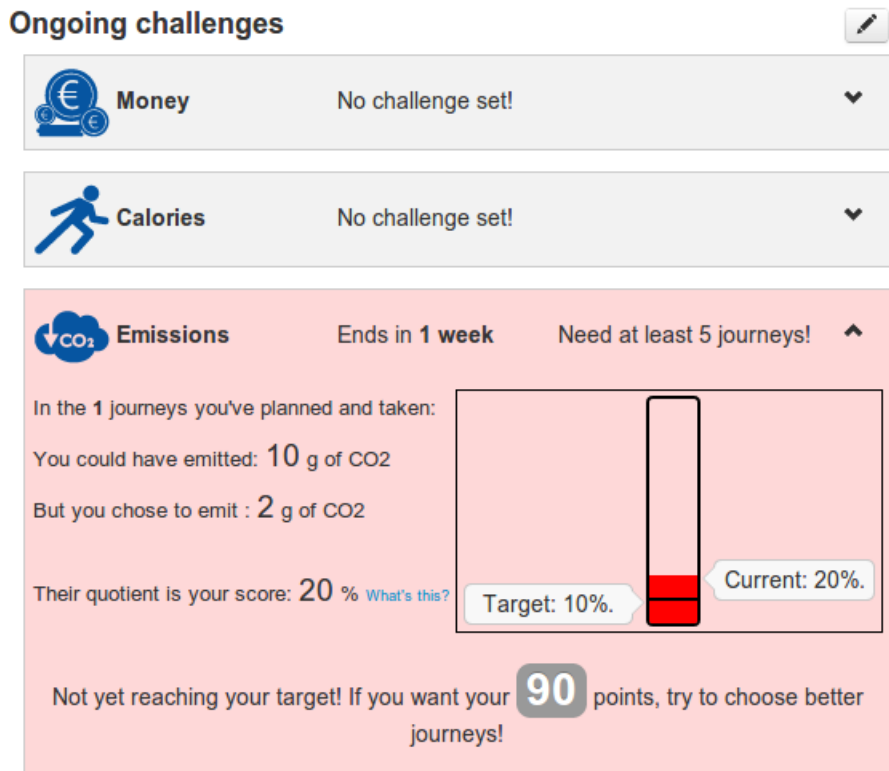 Ongoing challenges
€ € € Money No challenge set!
Calories No challenge set!
CO2 Emissions Ends in 1 week Need at least 5 journeys!
In the 1 journeys you've planned and taken:
You could have emitted: 10 g of CO2
But you chose to emit : 2 g of CO2
Their quotient is your score: 20 % What's this?
Target: 10%.
Current: 20%.
Not yet reaching your target! If you want your 90 points, try to choose better
journeys!